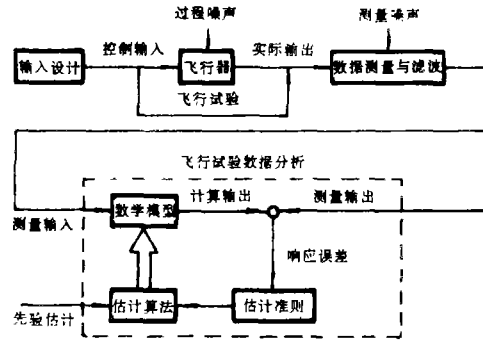 过程噪声
测量噪声
控制输入
实际输出
输入设计
飞行器
数据测量与滤波
飞行试验
飞行试验数据分析
数学模型
计算输出
测量输出
测量输入
响应误差
估计算法
估计准则
先验估计